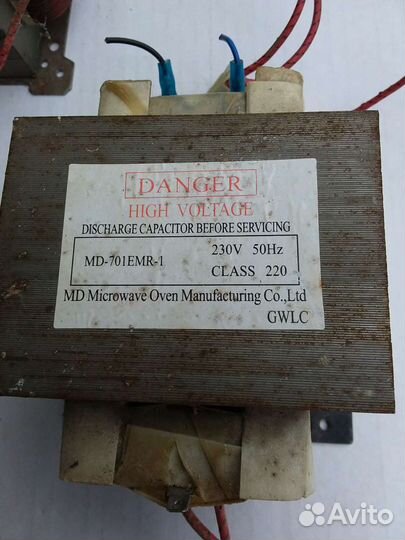 DANGER
HIGH VOLTAGE
DISCHARGE CAPACITOR BEFORE SERVICING
MD-701EMR-1
230V 50Hz
CLASS 220
MD Microwave Oven Manufacturing Co.,Ltd
GWLC
Avito